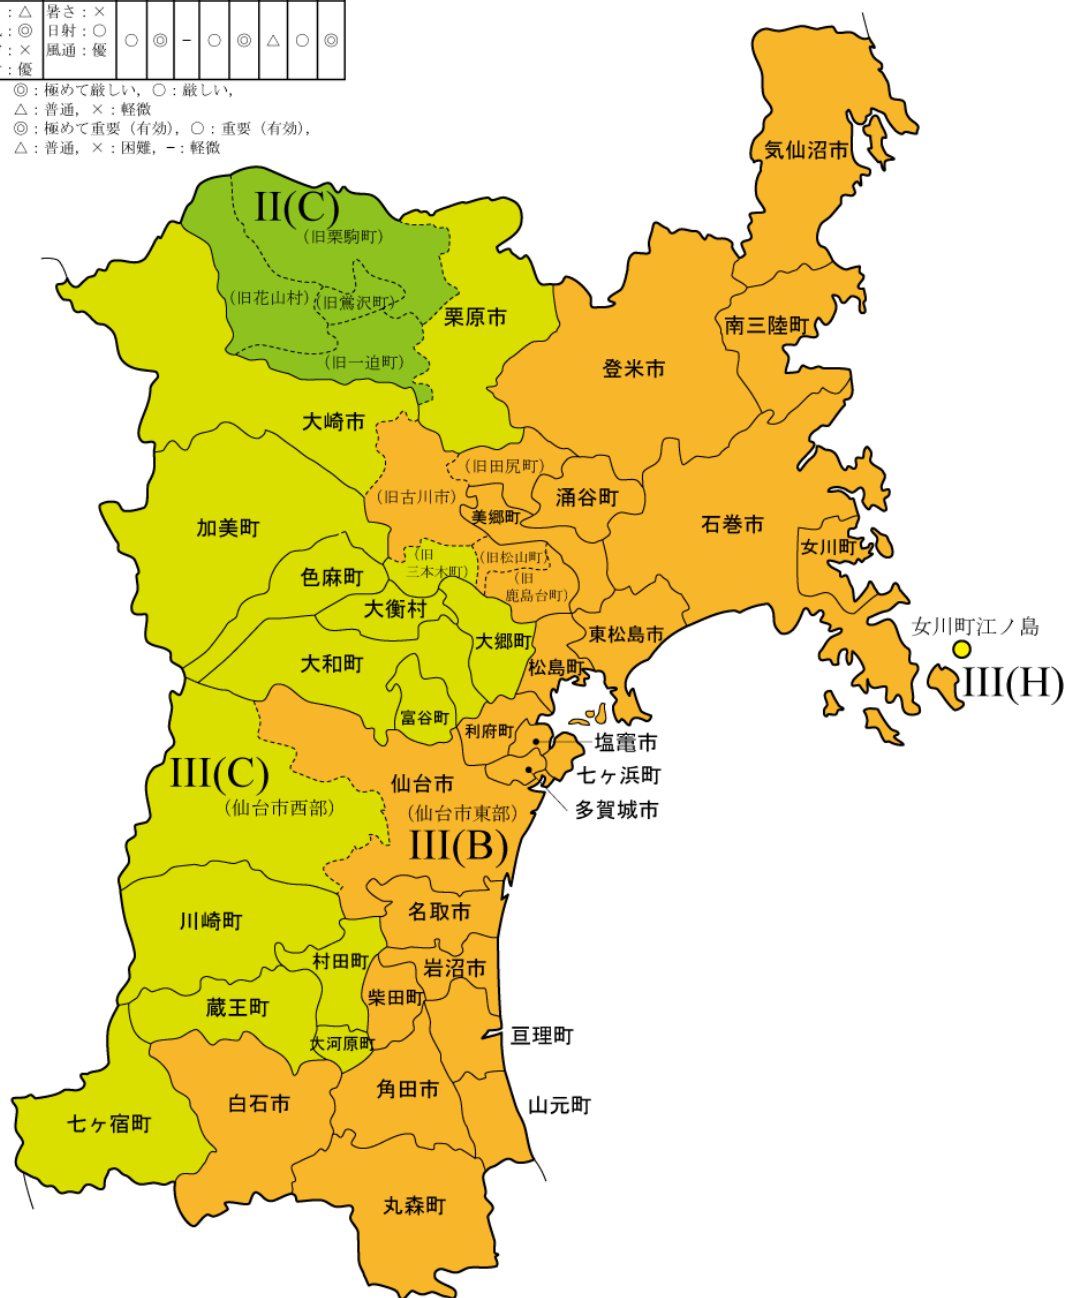 ：△ 暑さ：×
：◎ 日射：○
：× 風通：優
：優
○ ◎ − ○ ◎ △ ○ ◎
◎：極めて厳しい，○：厳しい，
△：普通，×：軽微
◎：極めて重要（有効），○：重要（有効），
△：普通，×：困難，−：軽微
気仙沼市
II(C)
（旧栗駒町）
（旧花山村）
（旧鶯沢町）
栗原市
南三陸町
（旧一迫町）
登米市
大崎市
（旧田尻町）
（旧古川市）
涌谷町
美郷町
石巻市
加美町
女川町
（旧
三本木町）
（旧松山町）
色麻町
（旧
鹿島台町）
大衡村
女川町江ノ島
東松島市
大郷町
大和町
松島町
III(H)
富谷町
利府町
塩竃市
III(C)
七ヶ浜町
仙台市
（仙台市西部）
（仙台市東部）
多賀城市
III(B)
名取市
川崎町
村田町
岩沼市
柴田町
蔵王町
亘理町
大河原町
角田市
白石市
山元町
七ヶ宿町
丸森町